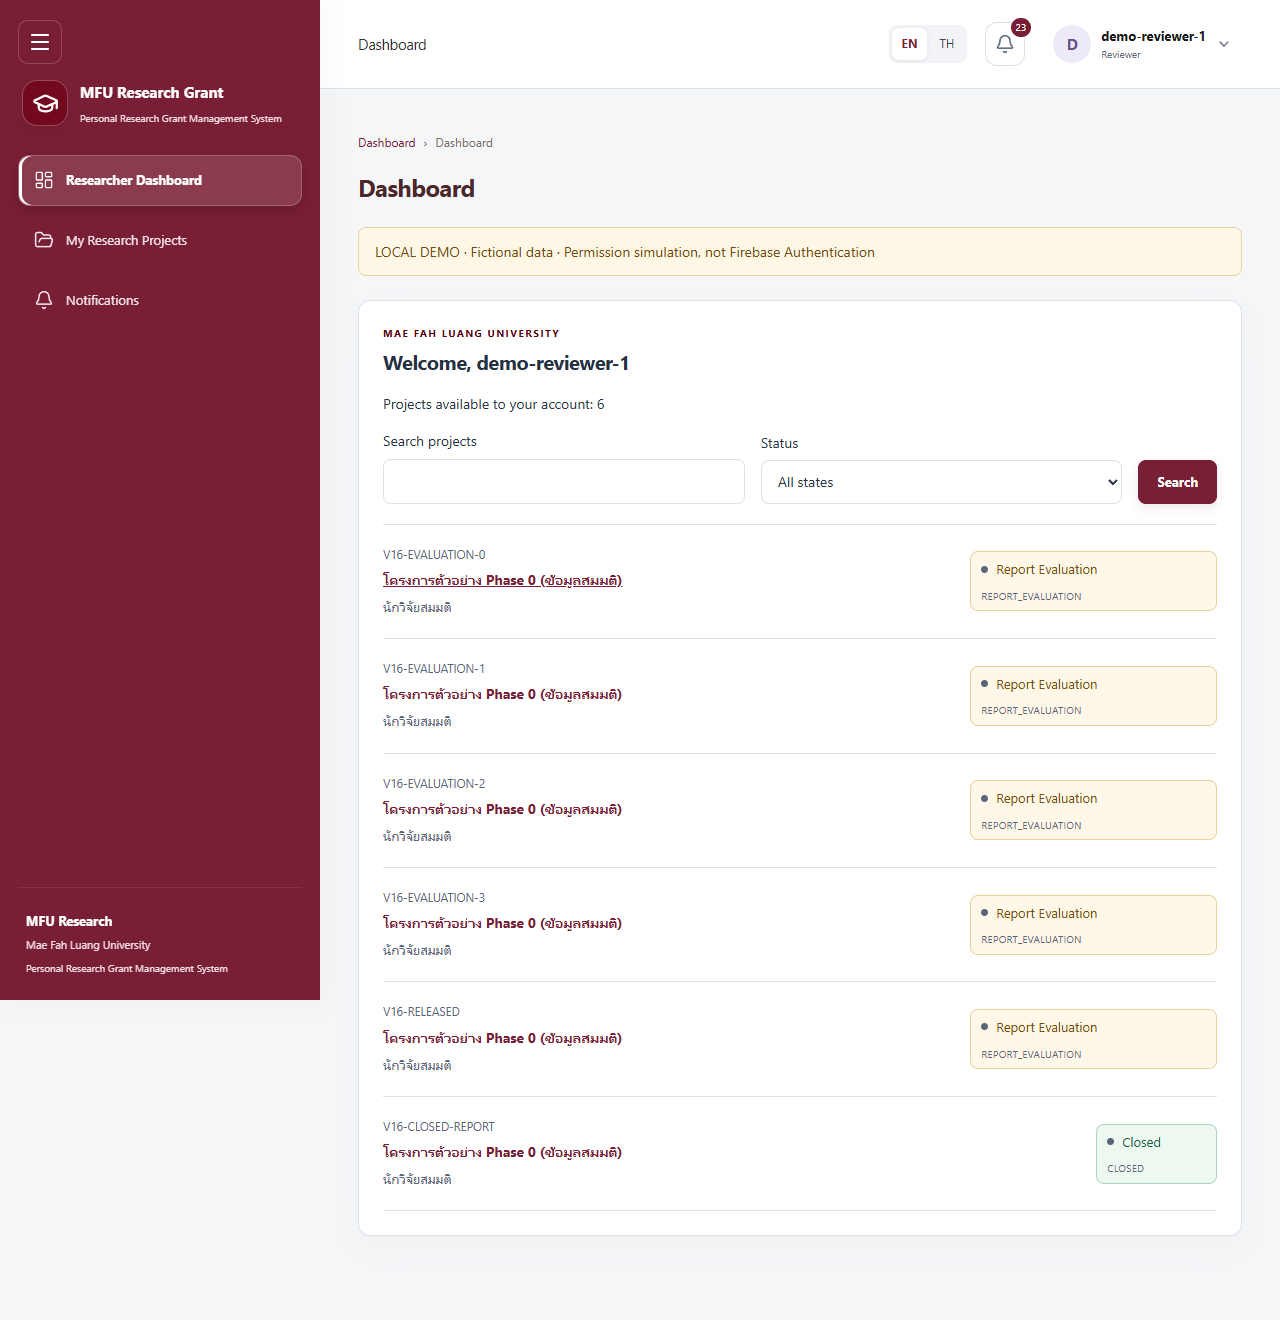 MFU Research Grant
Personal Research Grant Management System
Researcher Dashboard
My Research Projects
Notifications
MFU Research
Mae Fah Luang University
Personal Research Grant Management System
Dashboard
EN TH
23
D
demo-reviewer-1
Reviewer
Dashboard › Dashboard
Dashboard
LOCAL DEMO · Fictional data · Permission simulation, not Firebase Authentication
MAE FAH LUANG UNIVERSITY
Welcome, demo-reviewer-1
Projects available to your account: 6
Search projects
Status
All states
Search
V16-EVALUATION-0
โครงการตัวอย่าง Phase 0 (ข้อมูลสมมติ)
นักวิจัยสมมติ
Report Evaluation
REPORT_EVALUATION
V16-EVALUATION-1
โครงการตัวอย่าง Phase 0 (ข้อมูลสมมติ)
นักวิจัยสมมติ
Report Evaluation
REPORT_EVALUATION
V16-EVALUATION-2
โครงการตัวอย่าง Phase 0 (ข้อมูลสมมติ)
นักวิจัยสมมติ
Report Evaluation
REPORT_EVALUATION
V16-EVALUATION-3
โครงการตัวอย่าง Phase 0 (ข้อมูลสมมติ)
นักวิจัยสมมติ
Report Evaluation
REPORT_EVALUATION
V16-RELEASED
โครงการตัวอย่าง Phase 0 (ข้อมูลสมมติ)
นักวิจัยสมมติ
Report Evaluation
REPORT_EVALUATION
V16-CLOSED-REPORT
โครงการตัวอย่าง Phase 0 (ข้อมูลสมมติ)
นักวิจัยสมมติ
Closed
CLOSED